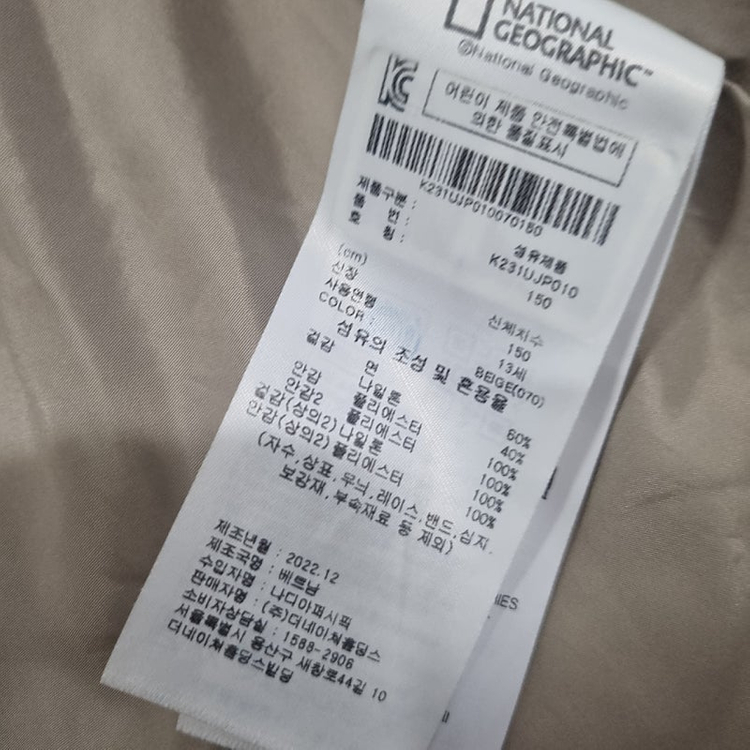 NATIONAL
GEOGRAPHIC™
©National Geographic
어린이 제품 안전특별법에
의한 품질표시
K231UJP010070150
제품구분 : 섬유제품
품 번 : K231UJP010
호 칭 : 150
(cm) 신체치수
신장 150
사용연령 13세
COLOR : BEIGE(070)
섬유의 조성 및 혼용율
겉감 면 60%
나일론 40%
안감 폴리에스터 100%
안감2 폴리에스터 100%
겉감(상의2) 나일론 100%
안감(상의2) 폴리에스터 100%
(자수,상표,무늬,레이스,밴드,심지,
보강재,부속재료 등 제외)
제조년월 : 2022.12
제조국명 : 베트남
수입자명 : 나디아퍼시픽
판매자명 : (주)더네이쳐홀딩스
소비자상담실 : 1588-2906
서울특별시 용산구 새창로44길 10
더네이쳐홀딩스빌딩